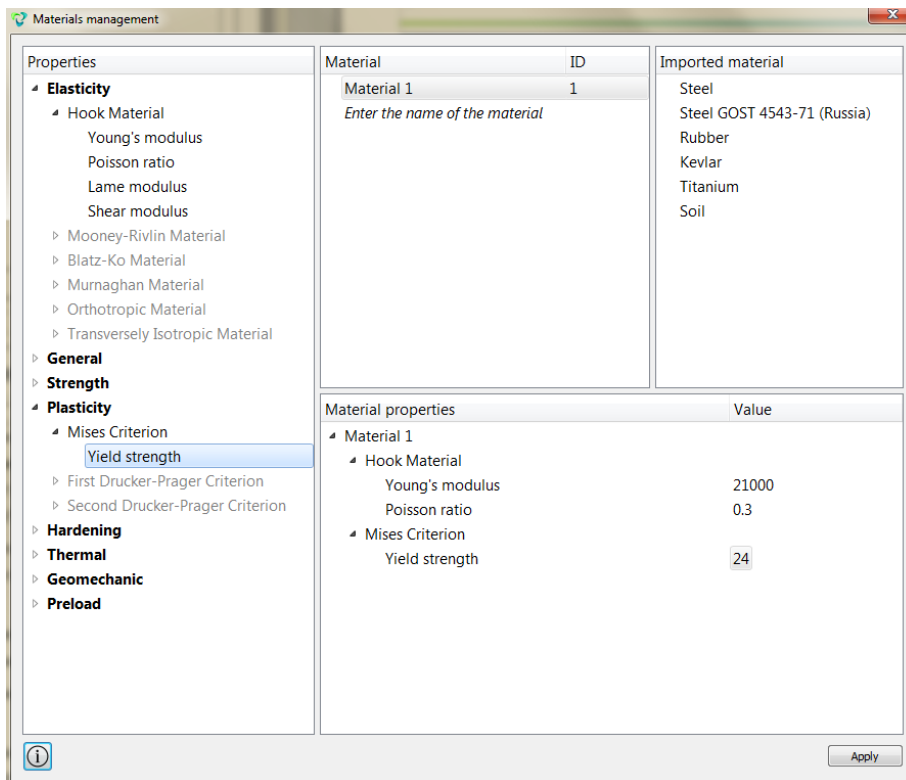 Materials management
Properties
Elasticity
Hook Material
Young's modulus
Poisson ratio
Lame modulus
Shear modulus
Mooney-Rivlin Material
Blatz-Ko Material
Murnaghan Material
Orthotropic Material
Transversely Isotropic Material
General
Strength
Plasticity
Mises Criterion
Yield strength
First Drucker-Prager Criterion
Second Drucker-Prager Criterion
Hardening
Thermal
Geomechanic
Preload
Material ID
Material 1 1
Enter the name of the material
Imported material
Steel
Steel GOST 4543-71 (Russia)
Rubber
Kevlar
Titanium
Soil
Material properties Value
Material 1
Hook Material
Young's modulus 21000
Poisson ratio 0.3
Mises Criterion
Yield strength 24
Apply